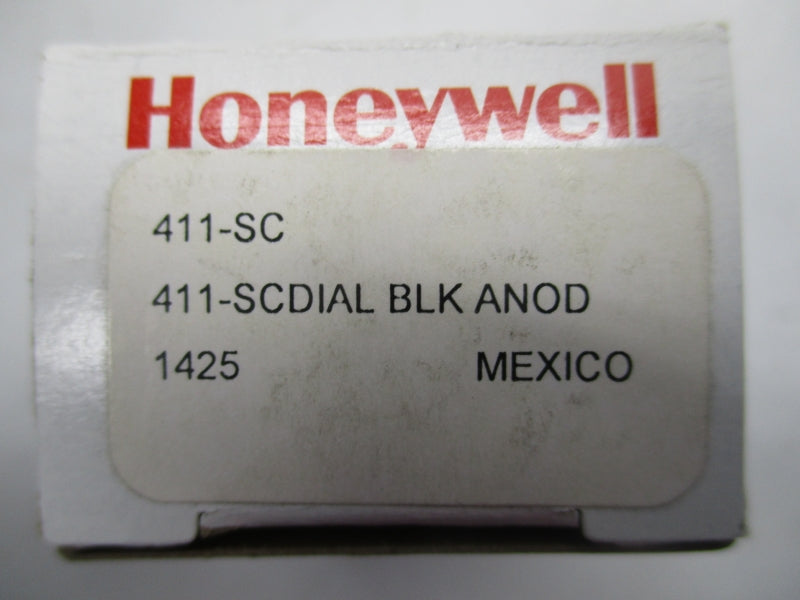 Honeywell
411-SC
411-SCDIAL BLK ANOD
1425 MEXICO